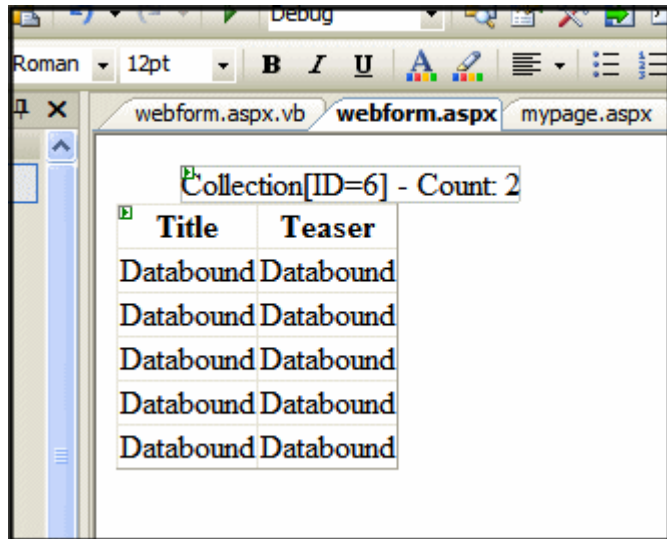 Debug
Roman 12pt B I U A
webform.aspx.vb webform.aspx mypage.aspx
Collection[ID=6] - Count: 2
Title Teaser
Databound Databound
Databound Databound
Databound Databound
Databound Databound
Databound Databound